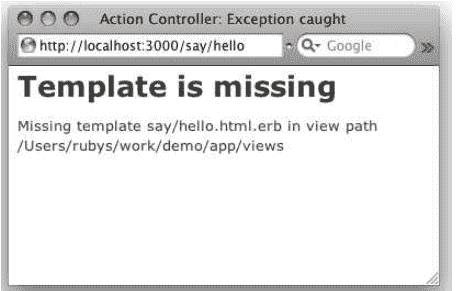 Action Controller: Exception caught
http://localhost:3000/say/hello
Google
Template is missing
Missing template say/hello.html.erb in view path
/Users/rubys/work/demo/app/views